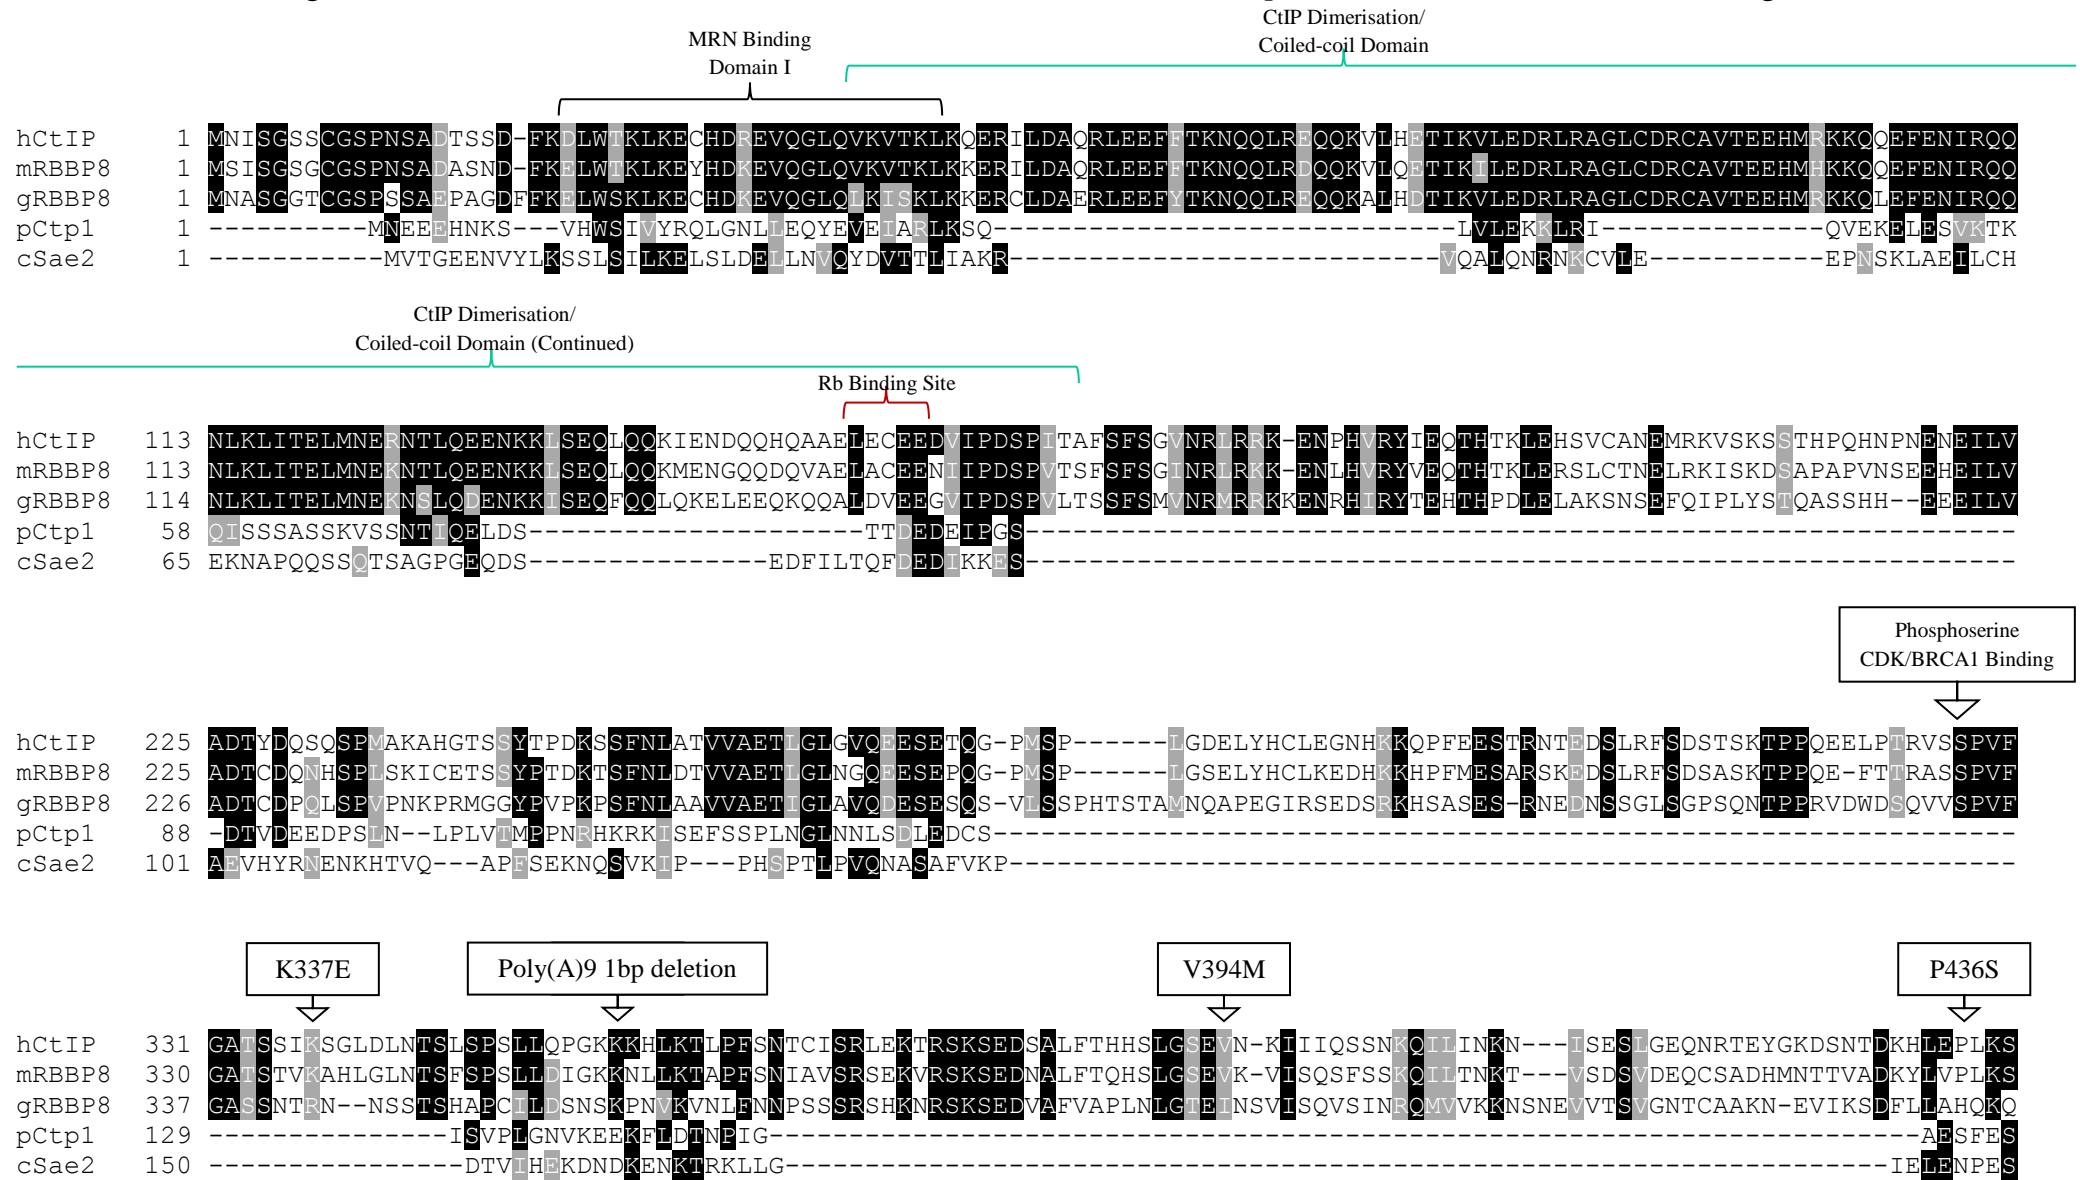 CtIP Dimerisation/
Coiled-coil Domain
MRN Binding
Domain I
hCtIP 1 MNISGSSCGSPNSADTSSD-FKDLWTKLKECHDREVQGLQVKVTKLKQERILDAQRLEEFFTKNQQLREQQKVLHETIKVLEDRLRAGLCDRCAVTEEHMRKKQQEFENIRQQ
mRBBP8 1 MSISGSGCGSPNSADASND-FKELWTKLKEYHDKEVQGLQVKVTKLKKERILDAQRLEEFFTKNQQLRDQQKVLQETIKILEDRLRAGLCDRCAVTEEHMHKKQQEFENIRQQ
gRBBP8 1 MNASGGTCGSPSSAEPAGDFFKELWSKLKECHDKEVQGLQLKISKLKKERCLDAERLEEFYTKNQQLREQQKALHDTIKVLEDRLRAGLCDRCAVTEEHMRKKQLEFENIRQQ
pCtp1 1 ----------MNEEEHNKS---VHWSIVYRQLGNLLEQYEVEIARLKSQ-----------------------------LVLEKKLRI--------------QVEKELESVKTK
cSae2 1 -----------MVTGEENVYLKSSLSILKELSLDELLNVQYDVTTLIAKR---------------------------VQALQNRNKCVLE-----------EPNSKLAEILCH
CtIP Dimerisation/
Coiled-coil Domain (Continued)
Rb Binding Site
hCtIP 113 NLKLITELMNERNTLQEENKKLSEQLQQKIENDQQHQAAELECEEDVIPDSPITAFSFSGVNRLRRK-ENPHVRYIEQTHTKLEHSVCANEMRKVSKSSTHPQHNPNENEILV
mRBBP8 113 NLKLITELMNEKNTLQEENKKLSEQLQQKMENGQQDQVAELACEENIIPDSPVTSFSFSGINRLRKK-ENLHVRYVEQTHTKLERSLCTNELRKISKDSAPAPVNSEEHEILV
gRBBP8 114 NLKLITELMNEKNSLQDENKKISEQFQQLQKELEEQKQQALDVEEGVIPDSPVLTSSFSMVNRMRRKKENRHIRYTEHTHPDLELAKSNSEFQIPLYSTQASSHH--EEEILV
pCtp1 58 QISSSASSKVSSNTIQELDS---------------------TTDEDEIPGS--------------------------------------------------------------
cSae2 65 EKNAPQQSSQTSAGPGEQDS---------------EDFILTQFDEDIKKES--------------------------------------------------------------
Phosphoserine
CDK/BRCA1 Binding
hCtIP 225 ADTYDQSQSPMAKAHGTSSYTPDKSSFNLATVVAETLGLGVQEESETQG-PMSP------LGDELYHCLEGNHKKQPFEESTRNTEDSLRFSDSTSKTPPQEELPTRVSSPVF
mRBBP8 225 ADTCDQNHSPLSKICETSSYPTDKTSFNLDTVVAETLGLNGQEESEPQG-PMSP------LGSELYHCLKEDHKKHPFMESARSKEDSLRFSDSASKTPPQE-FTTRASSPVF
gRBBP8 226 ADTCDPQLSPVPNKPRMGGYPVPKPSFNLAAVVAETIGLAVQDESESQS-VLSSPHTSTAMNQAPEGIRSEDSRKHSASES-RNEDNSSGLSGPSQNTPPRVDWDSQVVSPVF
pCtp1 88 -DTVDEEDPSLN--LPLVTMPPNRHKRKISEFSSPLNGLNNLSDLEDCS----------------------------------------------------------------
cSae2 101 AEVHYRNENKHTVQ---APFSEKNQSVKIP---PHSPTLPVQNASAFVKP---------------------------------------------------------------
K337E
Poly(A)9 1bp deletion
V394M
P436S
hCtIP 331 GATSSIKSGLDLNTSLSPSLLQPGKKKHLKTLPFSNTCISRLEKTRSKSEDSALFTHHSLGSEVN-KIIIQSSNKQILINKN---ISESLGEQNRTEYGKDSNTDKHLEPLKS
mRBBP8 330 GATSTVKAHLGLNTSFSPSLLDIGKKNLLKTAPFSNIAVSRSEKVRSKSEDNALFTQHSLGSEVK-VISQSFSSKQILTNKT---VSDSVDEQCSADHMNTTVADKYLVPLKS
gRBBP8 337 GASSNTRN--NSSTSHAPCILDSNSKPNVKVNLFNNPSSSRSHKNRSKSEDVAFVAPLNLGTEINSVISQVSINRQMVVKKNSNEVVTSVGNTCAAKN-EVIKSDFLLAHQKQ
pCtp1 129 ---------------ISVPLGNVKEEKFLDTNPIG------------------------------------------------------------------------AESFES
cSae2 150 ----------------DTVIHEKDNDKENKTRKLLG---------------------------------------------------------------------IELENPES